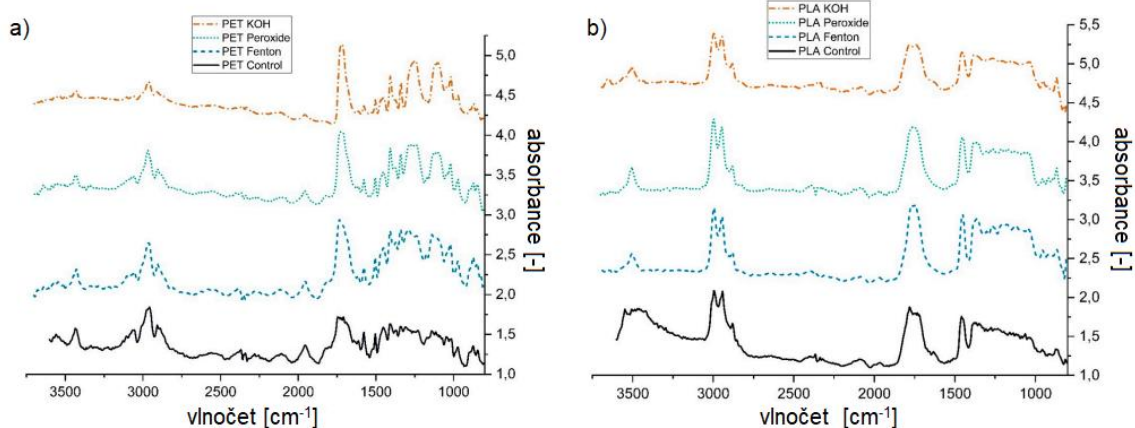 a)
PET KOH
PET Peroxide
PET Fenton
PET Control
5,0
4,5
4,0
3,5
3,0
2,5
2,0
1,5
1,0
absorbance [-]
3500 3000 2500 2000 1500 1000
vlnočet [cm-1]
b)
PLA KOH
PLA Peroxide
PLA Fenton
PLA Control
5,5
5,0
4,5
4,0
3,5
3,0
2,5
2,0
1,5
1,0
absorbance [-]
3500 3000 2500 2000 1500 1000
vlnočet [cm-1]